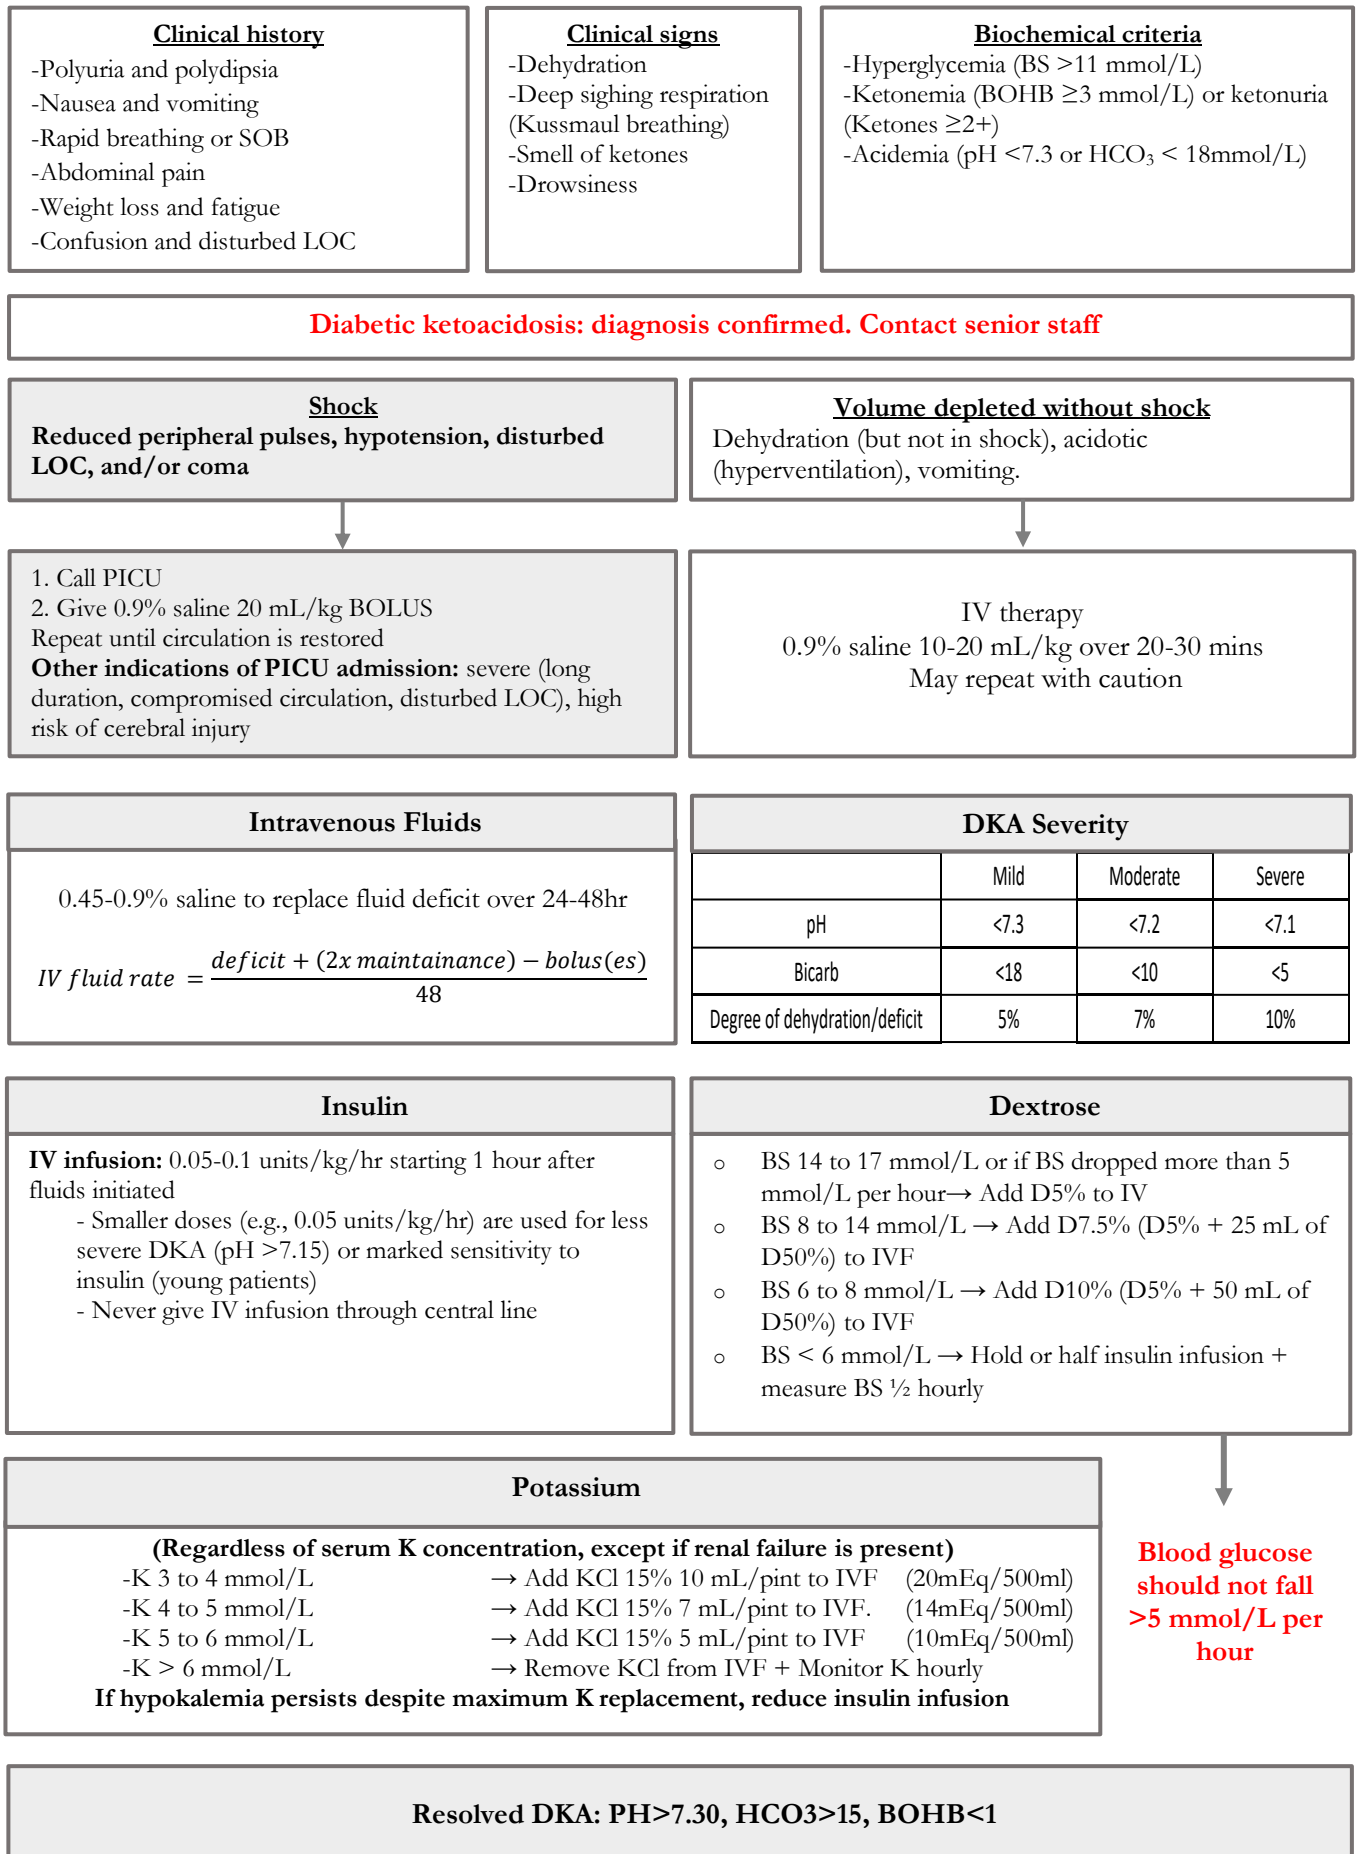 Clinical history
-Polyuria and polydipsia
-Nausea and vomiting
-Rapid breathing or SOB
-Abdominal pain
-Weight loss and fatigue
-Confusion and disturbed LOC
Clinical signs
-Dehydration
-Deep sighing respiration
(Kussmaul breathing)
-Smell of ketones
-Drowsiness
Biochemical criteria
-Hyperglycemia (BS >11 mmol/L)
-Ketonemia (BOHB ≥3 mmol/L) or ketonuria
(Ketones ≥2+)
-Acidemia (pH <7.3 or HCO₃ < 18mmol/L)
Diabetic ketoacidosis: diagnosis confirmed. Contact senior staff
Shock
Reduced peripheral pulses, hypotension, disturbed
LOC, and/or coma
Volume depleted without shock
Dehydration (but not in shock), acidotic
(hyperventilation), vomiting.
1. Call PICU
2. Give 0.9% saline 20 mL/kg BOLUS
Repeat until circulation is restored
Other indications of PICU admission: severe (long
duration, compromised circulation, disturbed LOC), high
risk of cerebral injury
IV therapy
0.9% saline 10-20 mL/kg over 20-30 mins
May repeat with caution
Intravenous Fluids
0.45-0.9% saline to replace fluid deficit over 24-48hr
IV fluid rate = deficit + (2x maintainance) − bolus(es)
48
DKA Severity
Mild Moderate Severe
pH <7.3 <7.2 <7.1
Bicarb <18 <10 <5
Degree of dehydration/deficit 5% 7% 10%
Insulin
IV infusion: 0.05-0.1 units/kg/hr starting 1 hour after
fluids initiated
- Smaller doses (e.g., 0.05 units/kg/hr) are used for less
severe DKA (pH >7.15) or marked sensitivity to
insulin (young patients)
- Never give IV infusion through central line
Dextrose
o BS 14 to 17 mmol/L or if BS dropped more than 5
mmol/L per hour→ Add D5% to IV
o BS 8 to 14 mmol/L → Add D7.5% (D5% + 25 mL of
D50%) to IVF
o BS 6 to 8 mmol/L → Add D10% (D5% + 50 mL of
D50%) to IVF
o BS < 6 mmol/L → Hold or half insulin infusion +
measure BS ½ hourly
Potassium
(Regardless of serum K concentration, except if renal failure is present)
-K 3 to 4 mmol/L → Add KCl 15% 10 mL/pint to IVF (20mEq/500ml)
-K 4 to 5 mmol/L → Add KCl 15% 7 mL/pint to IVF. (14mEq/500ml)
-K 5 to 6 mmol/L → Add KCl 15% 5 mL/pint to IVF (10mEq/500ml)
-K > 6 mmol/L → Remove KCl from IVF + Monitor K hourly
If hypokalemia persists despite maximum K replacement, reduce insulin infusion
Blood glucose
should not fall
>5 mmol/L per
hour
Resolved DKA: PH>7.30, HCO3>15, BOHB<1